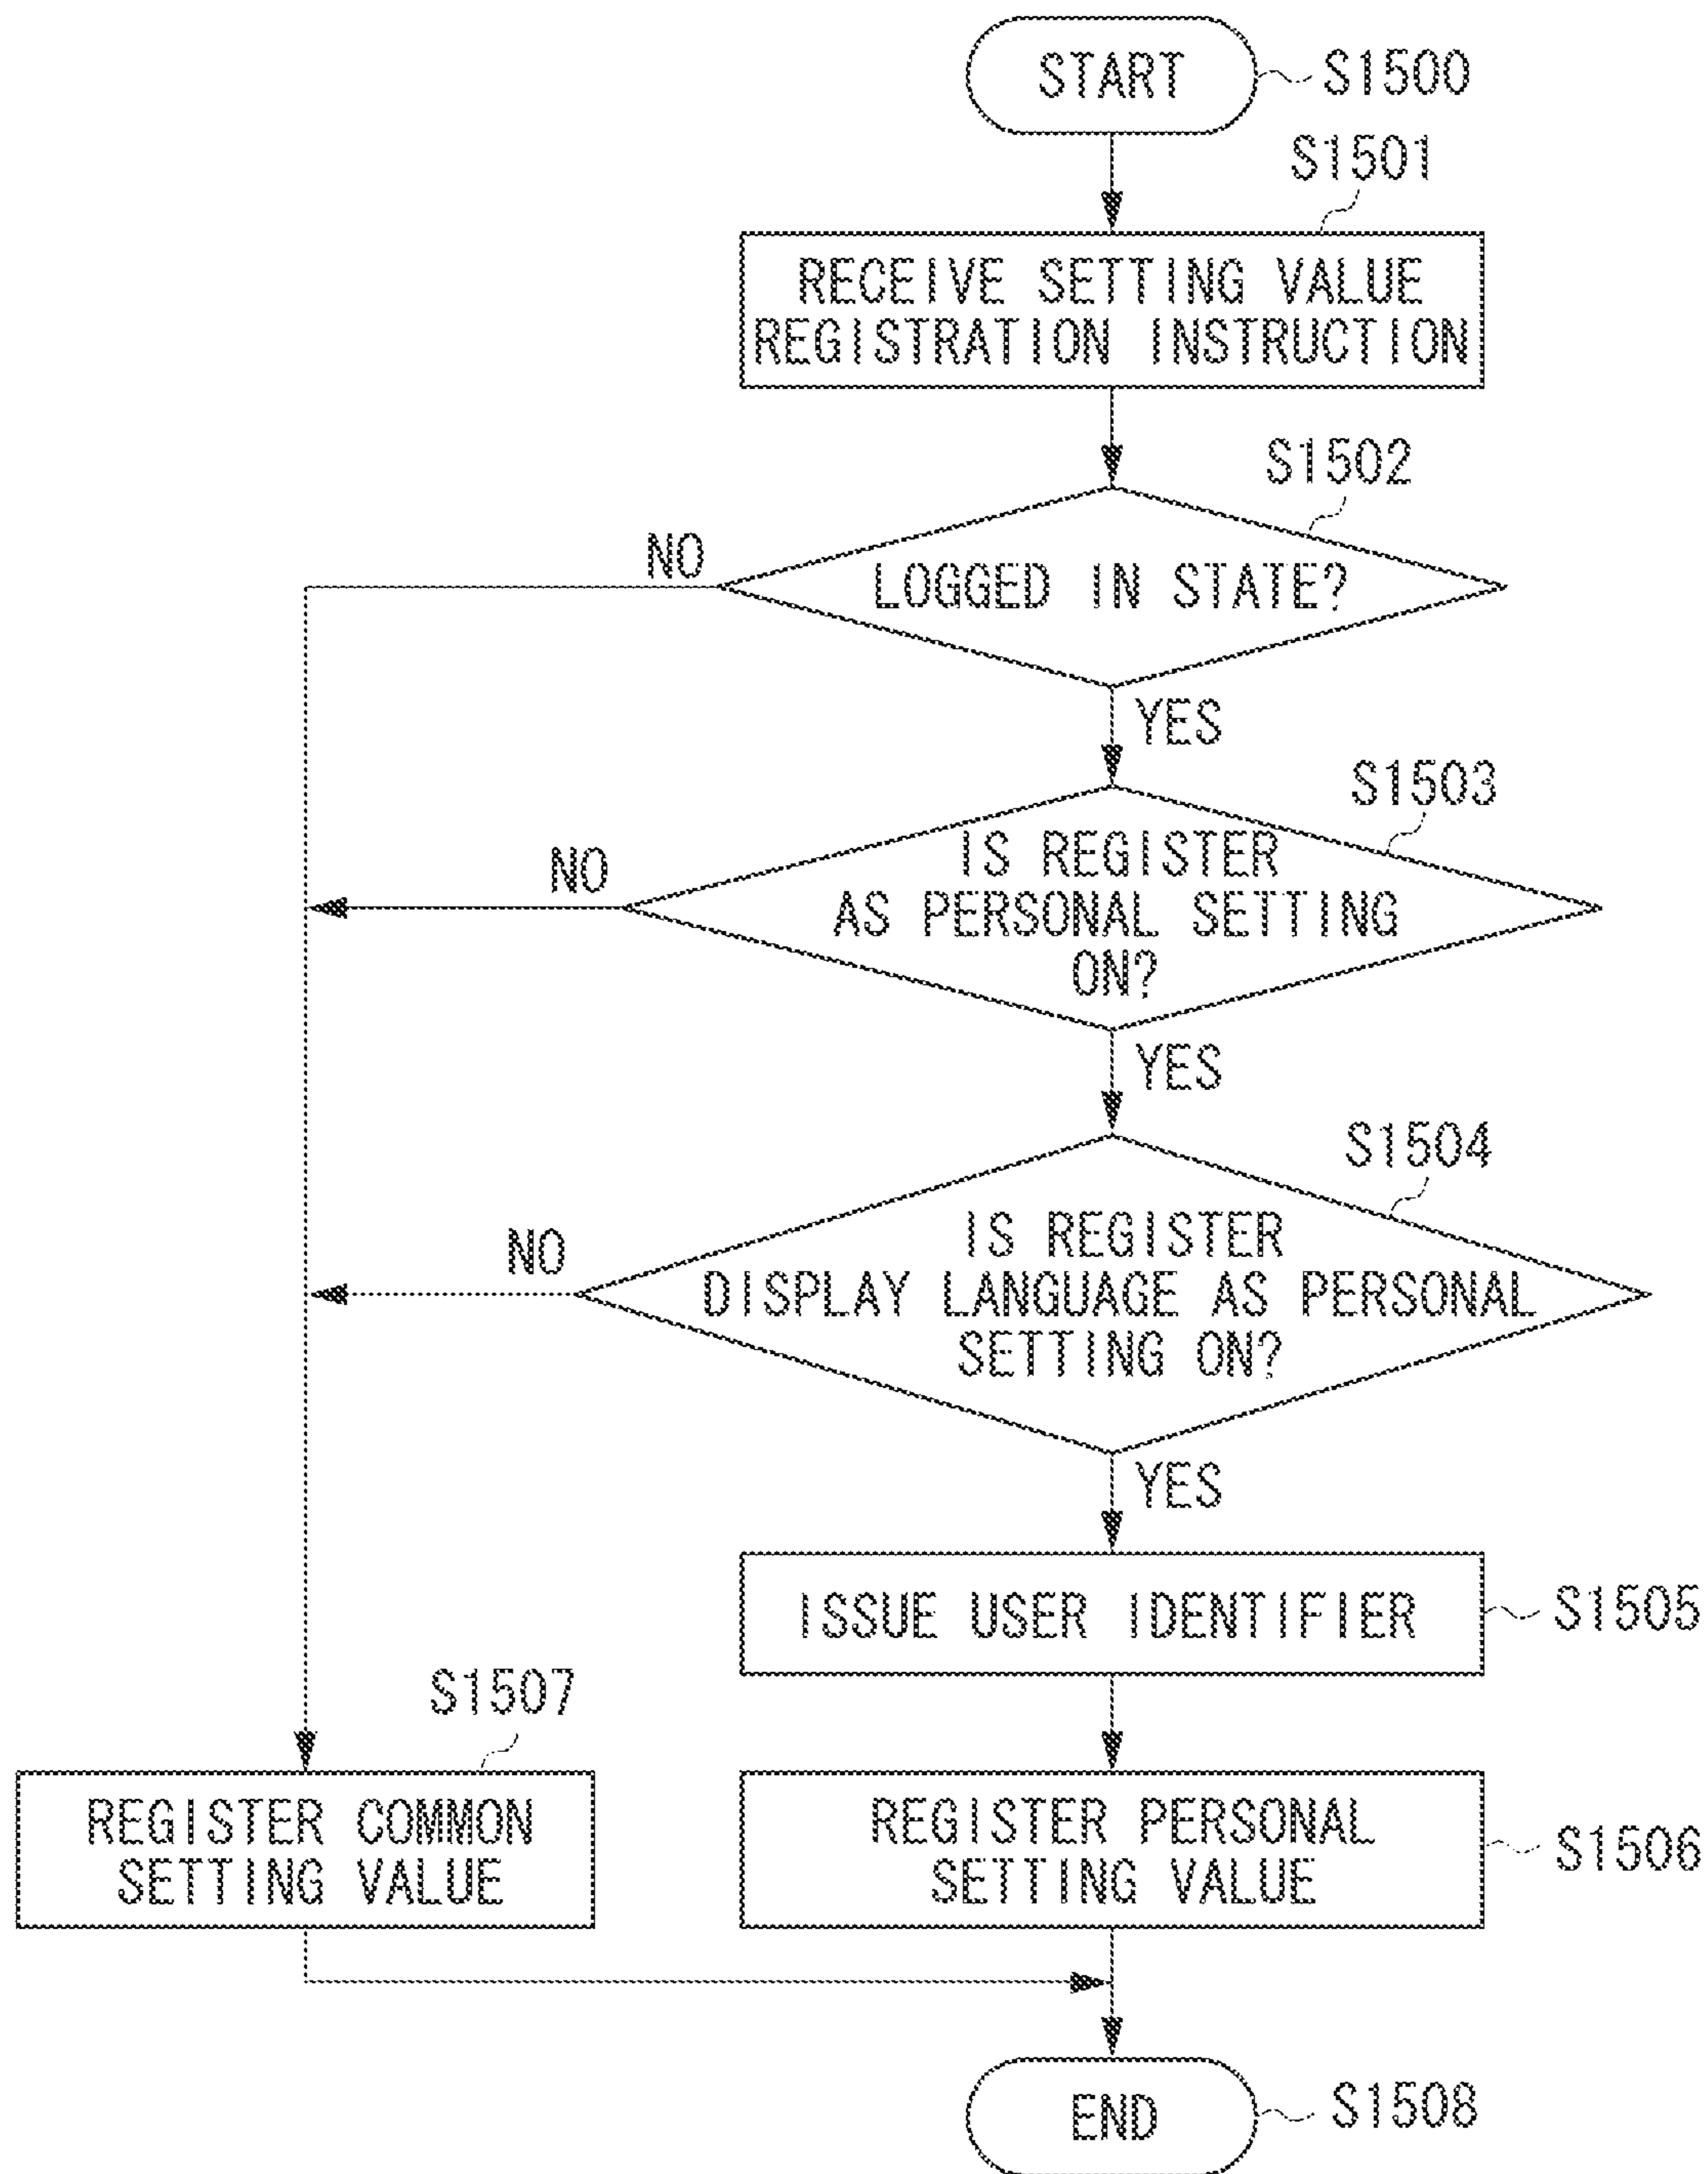 START
S1500
S1501
RECEIVE SETTING VALUE
REGISTRATION INSTRUCTION
S1502
NO
LOGGED IN STATE?
YES
S1503
NO
IS REGISTER
AS PERSONAL SETTING
ON?
YES
S1504
NO
IS REGISTER
DISPLAY LANGUAGE AS PERSONAL
SETTING ON?
YES
ISSUE USER IDENTIFIER
S1505
S1507
REGISTER COMMON
SETTING VALUE
REGISTER PERSONAL
SETTING VALUE
S1506
END
S1508